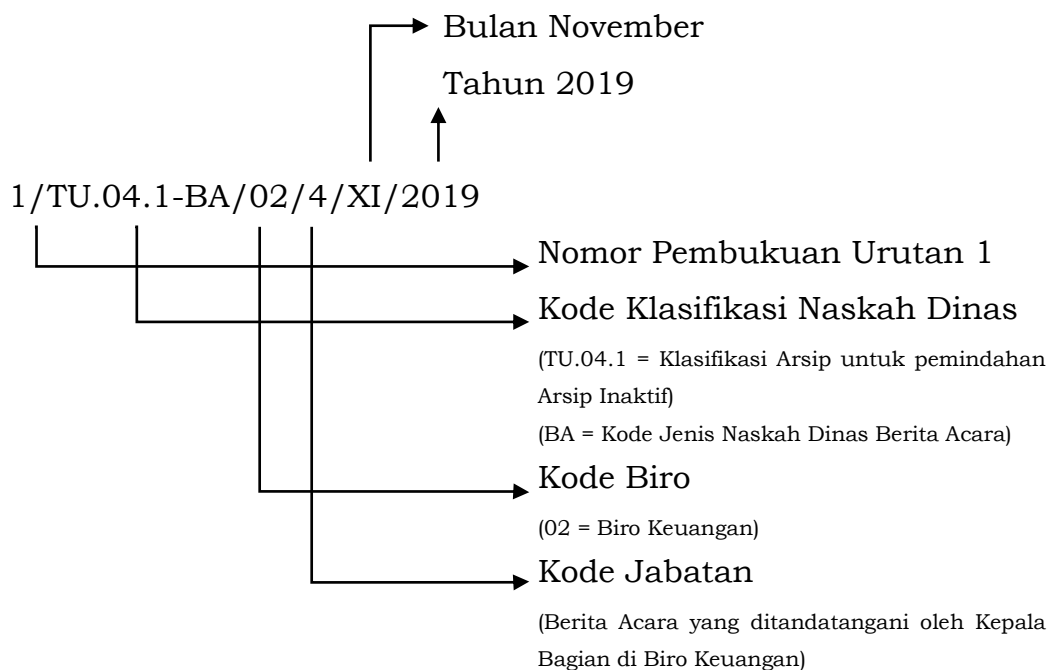 Bulan November
Tahun 2019
1/TU.04.1-BA/02/4/XI/2019
Nomor Pembukuan Urutan 1
Kode Klasifikasi Naskah Dinas
(TU.04.1 = Klasifikasi Arsip untuk pemindahan
Arsip Inaktif)
(BA = Kode Jenis Naskah Dinas Berita Acara)
Kode Biro
(02 = Biro Keuangan)
Kode Jabatan
(Berita Acara yang ditandatangani oleh Kepala
Bagian di Biro Keuangan)